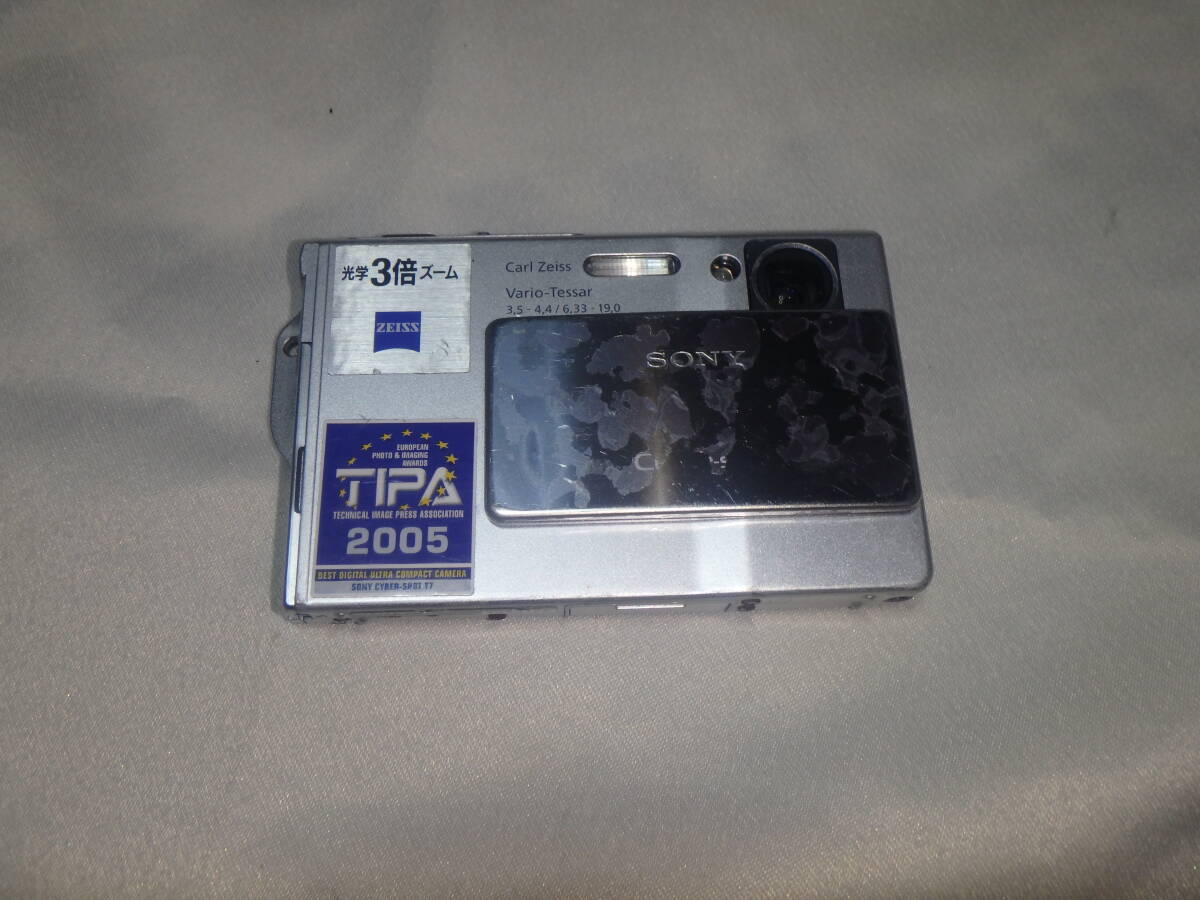 光学3倍ズーム
ZEISS
Carl Zeiss
Vario-Tessar
3,5 - 4,4 / 6,33 - 19,0
SONY
EUROPEAN
PHOTO & IMAGING
AWARDS
TIPA
TECHNICAL IMAGE PRESS ASSOCIATION
2005
BEST DIGITAL ULTRA COMPACT CAMERA
SONY CYBER-SHOT T7